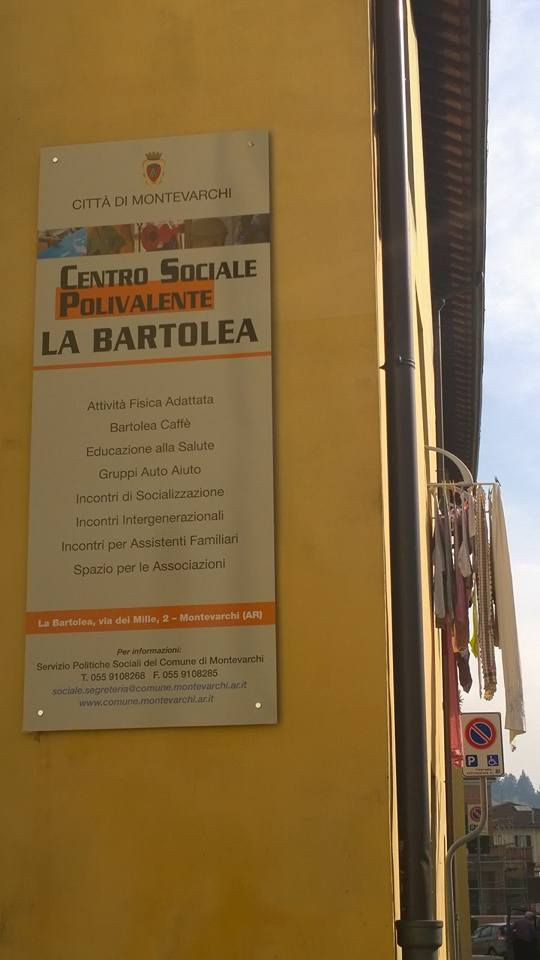 CITTÀ DI MONTEVARCHI
CENTRO SOCIALE
POLIVALENTE
LA BARTOLEA
Attività Fisica Adattata
Bartolea Caffè
Educazione alla Salute
Gruppi Auto Aiuto
Incontri di Socializzazione
Incontri Intergenerazionali
Incontri per Assistenti Familiari
Spazio per le Associazioni
La Bartolea, via dei Mille, 2 – Montevarchi (AR)
Per informazioni:
Servizio Politiche Sociali del Comune di Montevarchi
T. 055 9108268 F. 055 9108285
sociale.segreteria@comune.montevarchi.ar.it
www.comune.montevarchi.ar.it
P